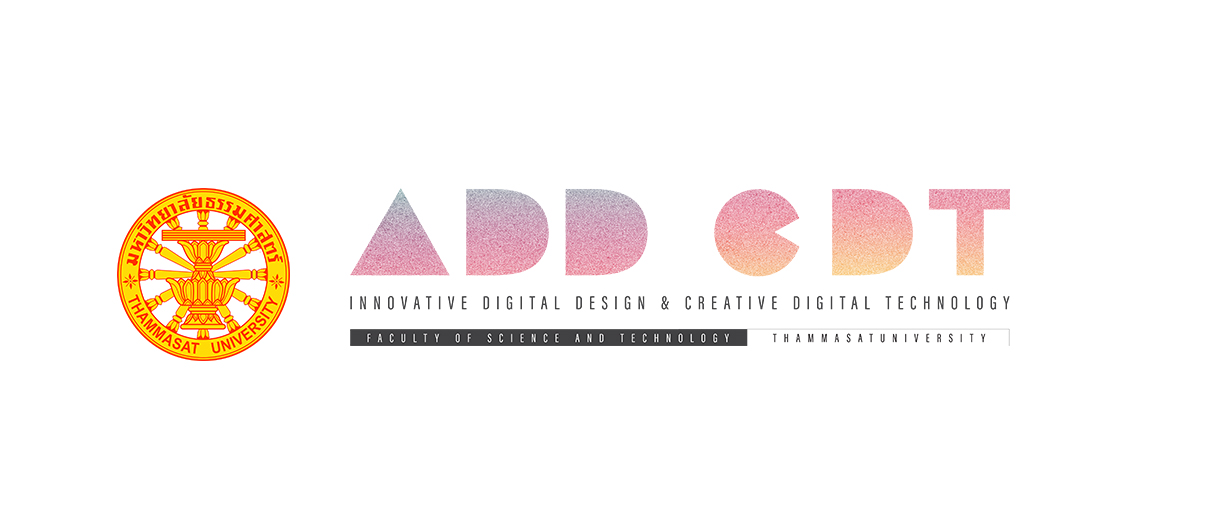 มหาวิทยาลัยธรรมศาสตร์
THAMMASAT UNIVERSITY
ADD CDT
INNOVATIVE DIGITAL DESIGN & CREATIVE DIGITAL TECHNOLOGY
FACULTY OF SCIENCE AND TECHNOLOGY THAMMASATUNIVERSITY